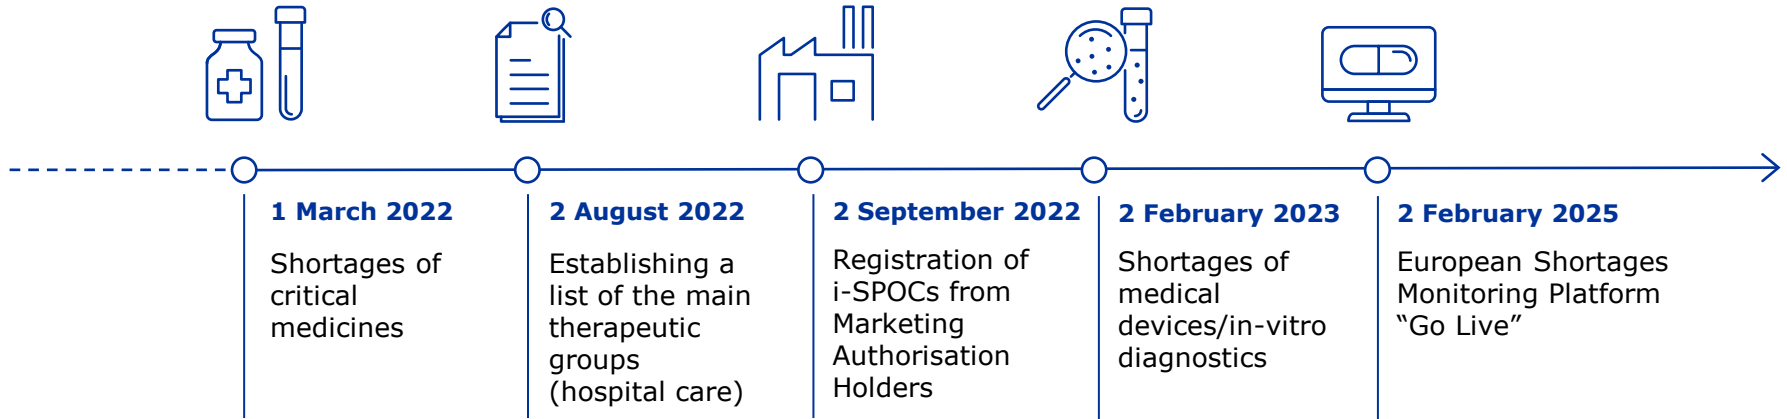 1 March 2022
Shortages of
critical
medicines
2 August 2022
Establishing a
list of the main
therapeutic
groups
(hospital care)
2 September 2022
Registration of
i-SPOCs from
Marketing
Authorisation
Holders
2 February 2023
Shortages of
medical
devices/in-vitro
diagnostics
2 February 2025
European Shortages
Monitoring Platform
“Go Live”